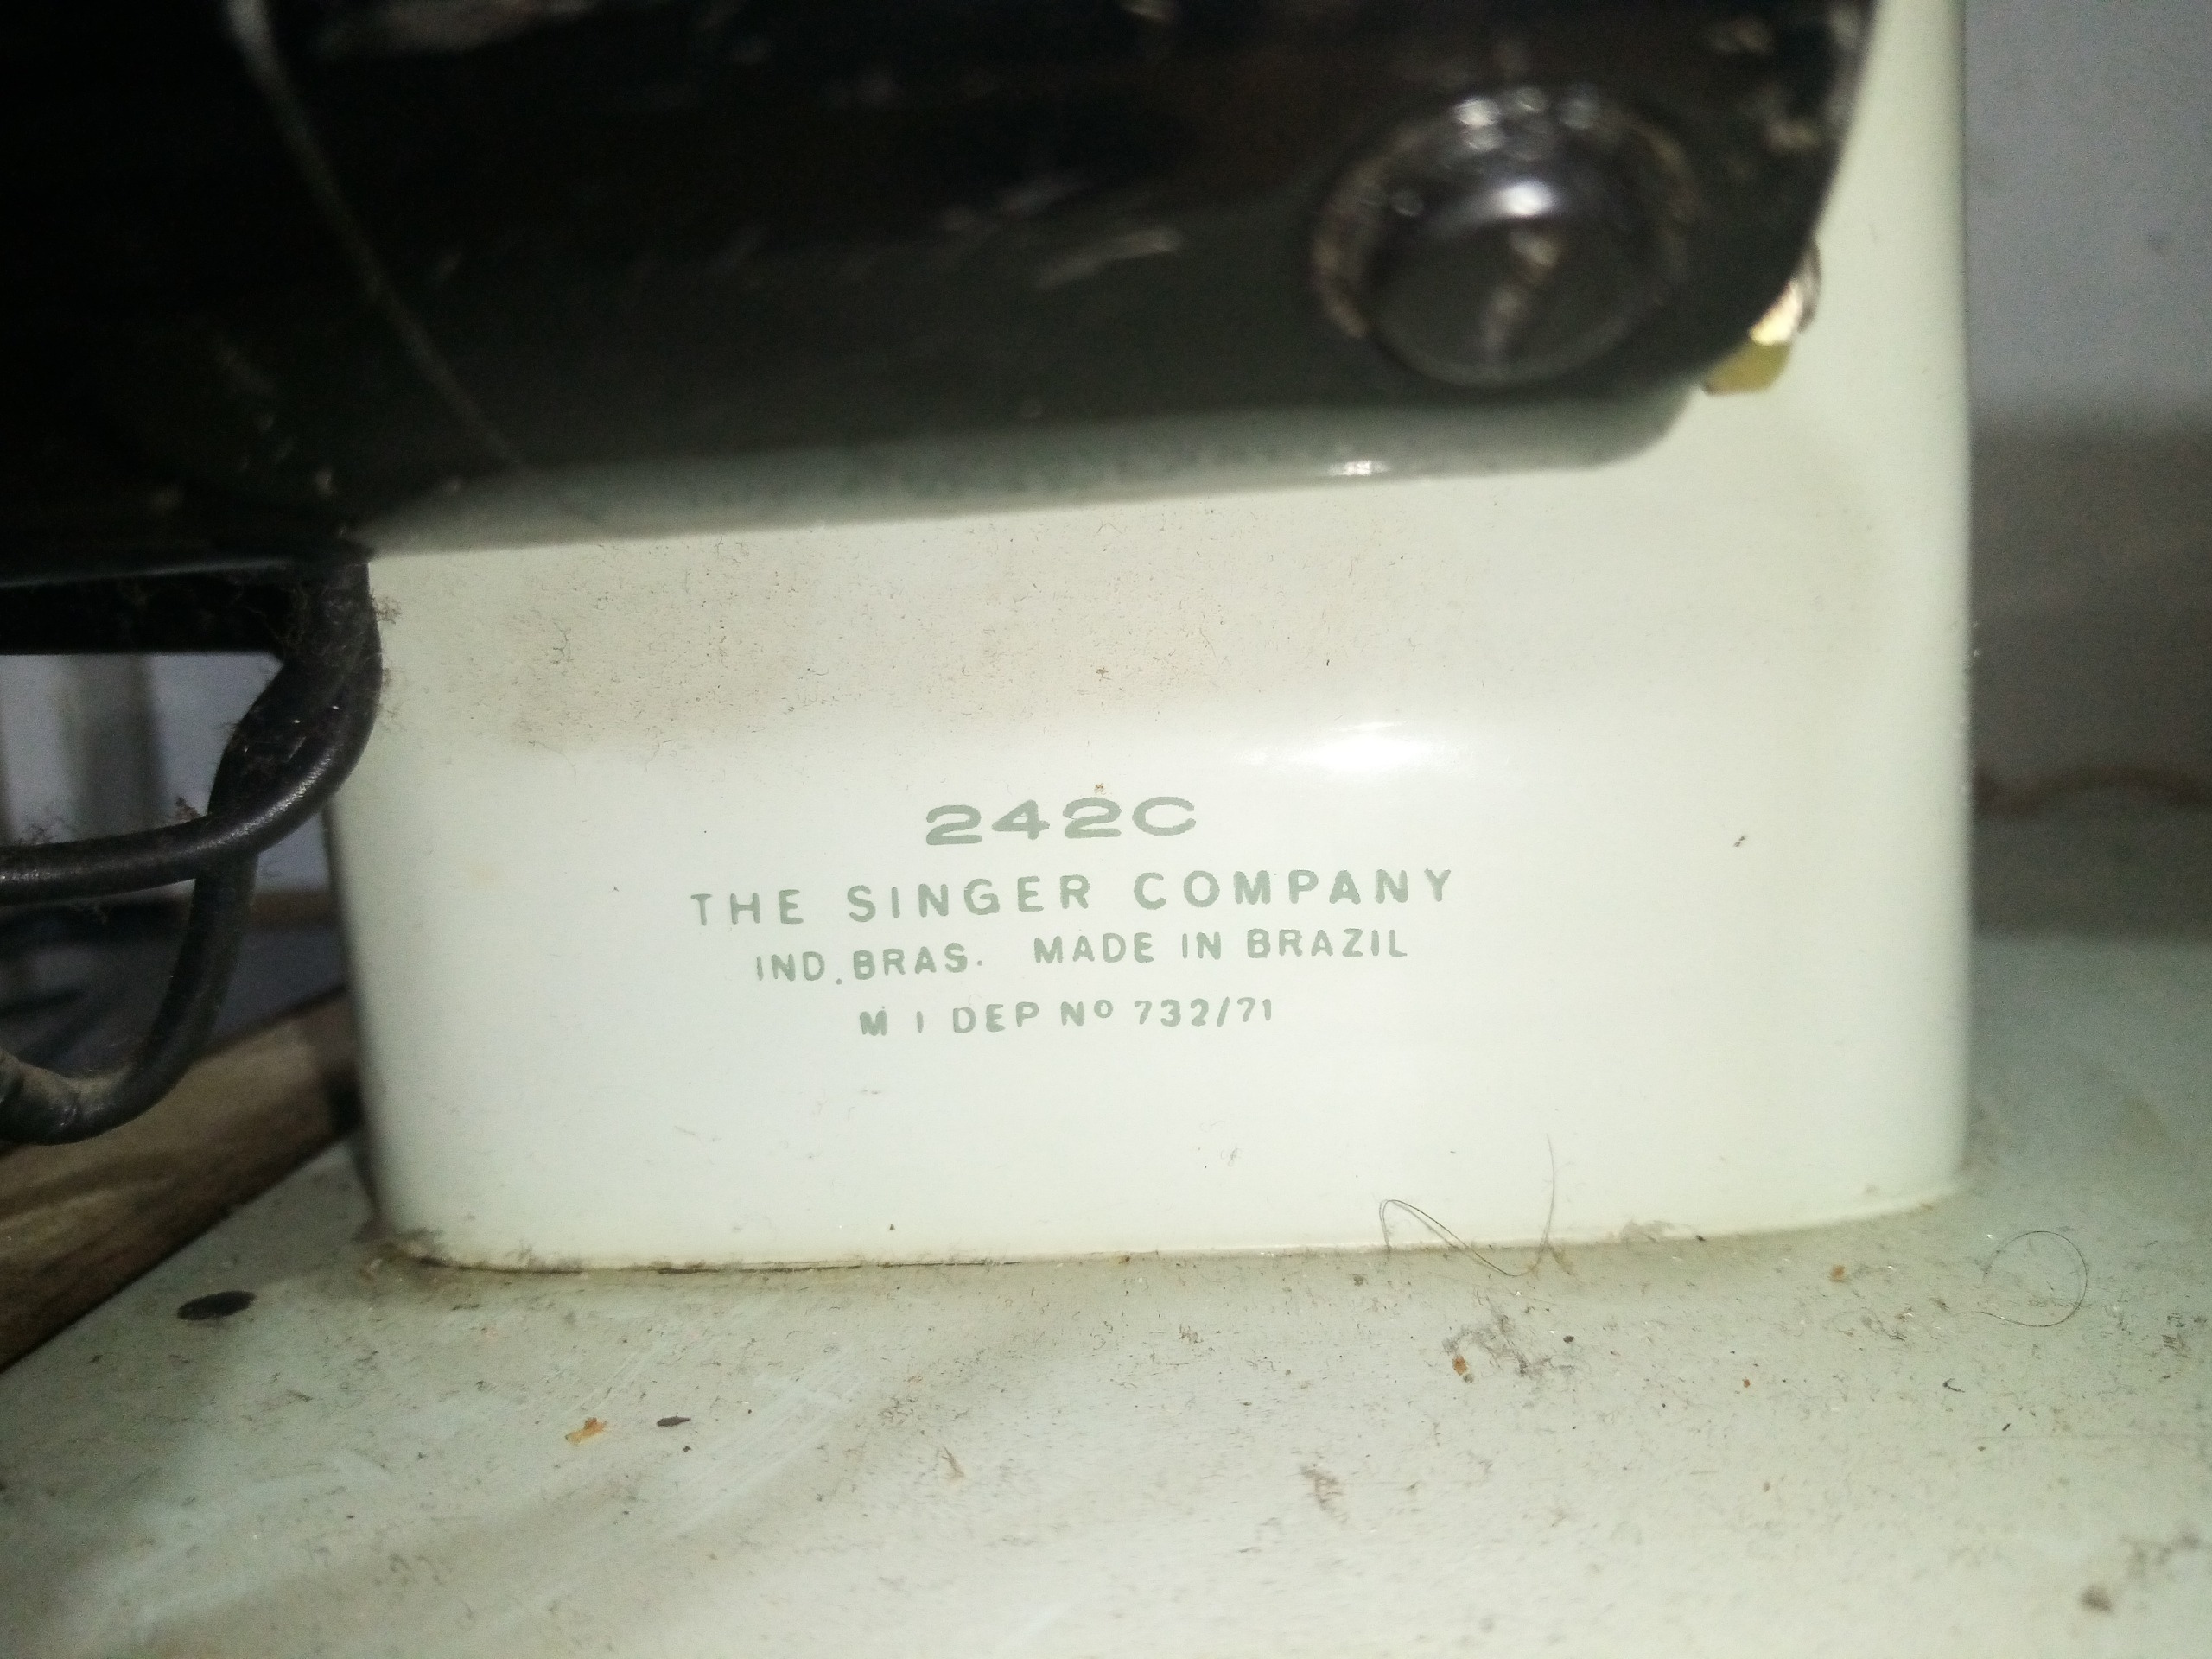 242C
THE SINGER COMPANY
IND.BRAS. MADE IN BRAZIL
M I DEP Nº 732/71